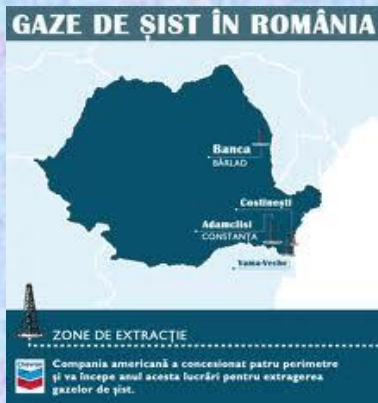 GAZE DE ȘIST ÎN ROMÂNIA
Banca
BÂRLAD
Costinești
Adamclisi
CONSTANȚA
Vama-Veche
ZONE DE EXTRACȚIE
Chevron
Compania americană a concesionat patru perimetre
și va începe anul acesta lucrări pentru extragerea
gazelor de șist.